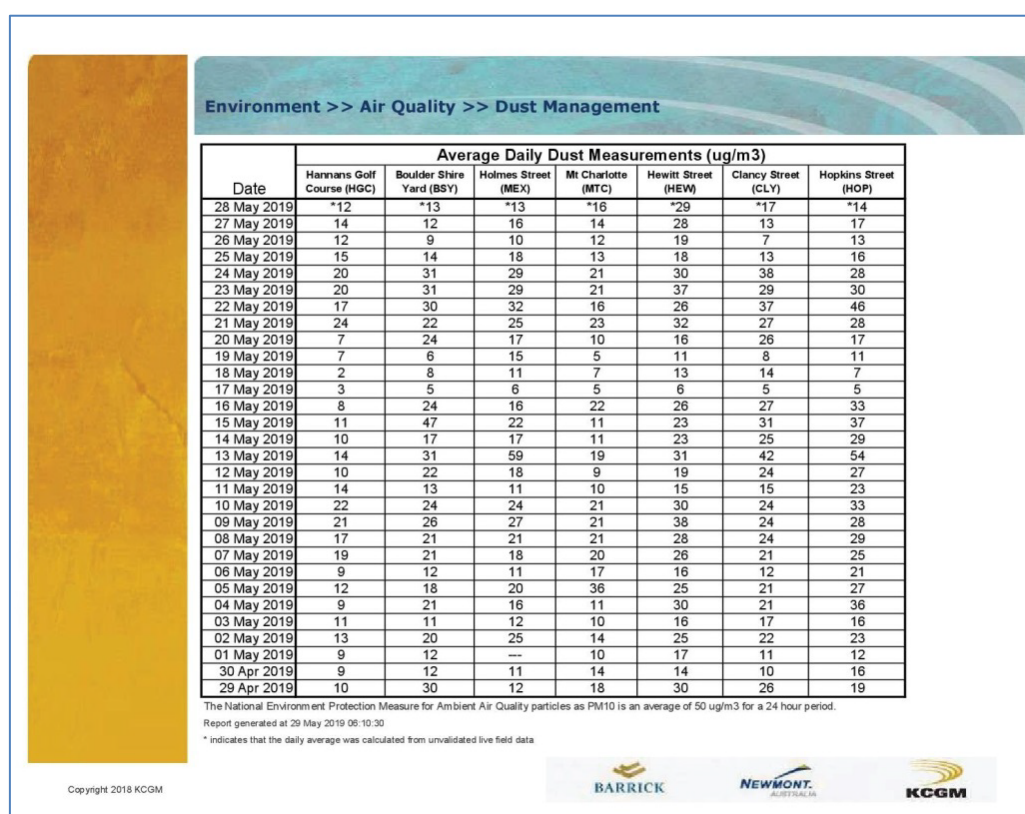 Environment >> Air Quality >> Dust Management
Average Daily Dust Measurements (ug/m3)
Date Hannans Golf Course (HGC) Boulder Shire Yard (BSY) Holmes Street (MEX) Mt Charlotte (MTC) Hewitt Street (HEW) Clancy Street (CLY) Hopkins Street (HOP)
28 May 2019 *12 *13 *13 *16 *29 *17 *14
27 May 2019 14 12 16 14 28 13 17
26 May 2019 12 9 10 12 19 7 13
25 May 2019 15 14 18 13 18 13 16
24 May 2019 20 31 29 21 30 38 28
23 May 2019 20 31 29 21 37 29 30
22 May 2019 17 30 32 16 26 37 46
21 May 2019 24 22 25 23 32 27 28
20 May 2019 7 24 17 10 16 26 17
19 May 2019 7 6 15 5 11 8 11
18 May 2019 2 8 11 7 13 14 7
17 May 2019 3 5 6 5 6 5 5
16 May 2019 8 24 16 22 26 27 33
15 May 2019 11 47 22 11 23 31 37
14 May 2019 10 17 17 11 23 25 29
13 May 2019 14 31 59 19 31 42 54
12 May 2019 10 22 18 9 19 24 27
11 May 2019 14 13 11 10 15 15 23
10 May 2019 22 24 24 21 30 24 33
09 May 2019 21 26 27 21 38 24 28
08 May 2019 17 21 21 21 28 24 29
07 May 2019 19 21 18 20 26 21 25
06 May 2019 9 12 11 17 16 12 21
05 May 2019 12 18 20 36 25 21 27
04 May 2019 9 21 16 11 30 21 36
03 May 2019 11 11 12 10 16 17 16
02 May 2019 13 20 25 14 25 22 23
01 May 2019 9 12 --- 10 17 11 12
30 Apr 2019 9 12 11 14 14 10 16
29 Apr 2019 10 30 12 18 30 26 19
The National Environment Protection Measure for Ambient Air Quality particles as PM10 is an average of 50 ug/m3 for a 24 hour period.
Report generated at 29 May 2019 06:10:30
* indicates that the daily average was calculated from unvalidated live field data
Copyright 2018 KCGM
BARRICK
NEWMONT.
AUSTRALIA
KCGM